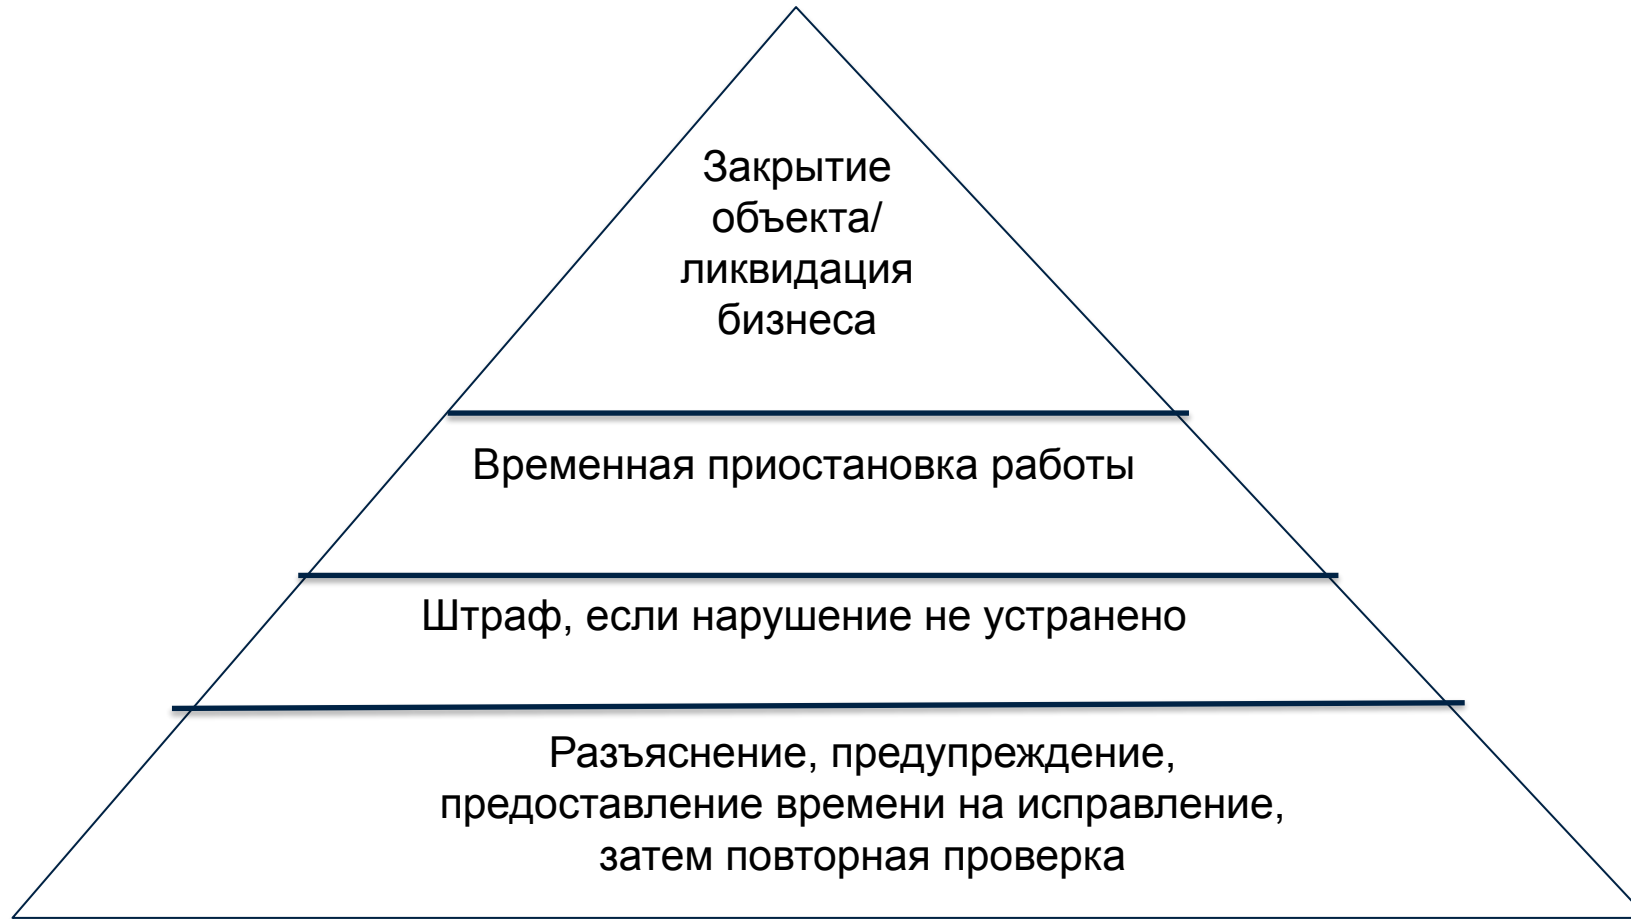 Закрытие
объекта/
ликвидация
бизнеса
Временная приостановка работы
Штраф, если нарушение не устранено
Разъяснение, предупреждение,
предоставление времени на исправление,
затем повторная проверка